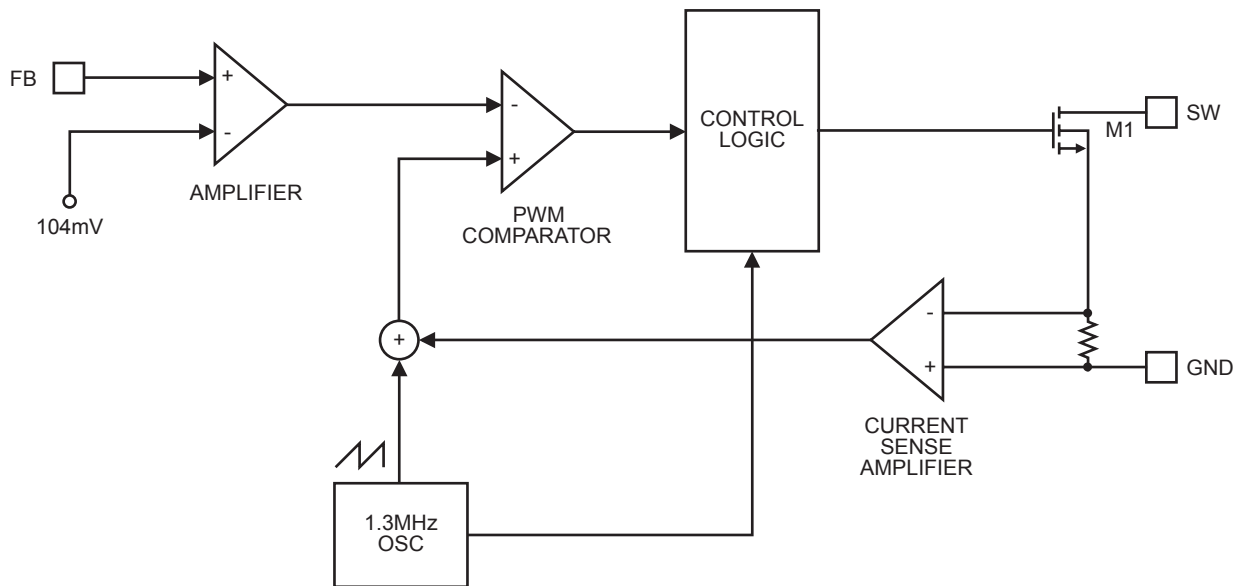 FB
+
-
104mV
AMPLIFIER
-
+
PWM
COMPARATOR
CONTROL
LOGIC
M1
SW
+
-
+
GND
CURRENT
SENSE
AMPLIFIER
1.3MHz
OSC